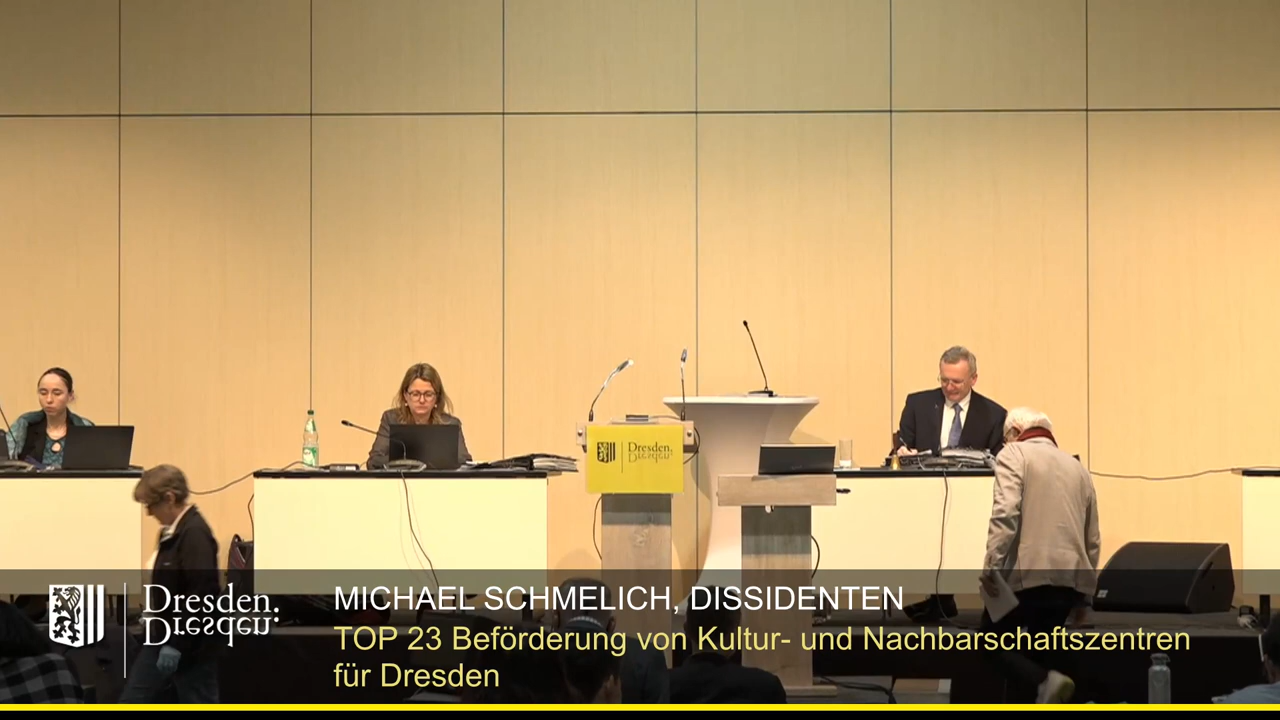 Dresden.
Dresden.
Dresden.
Dresden.
MICHAEL SCHMELICH, DISSIDENTEN
TOP 23 Beförderung von Kultur- und Nachbarschaftszentren
für Dresden